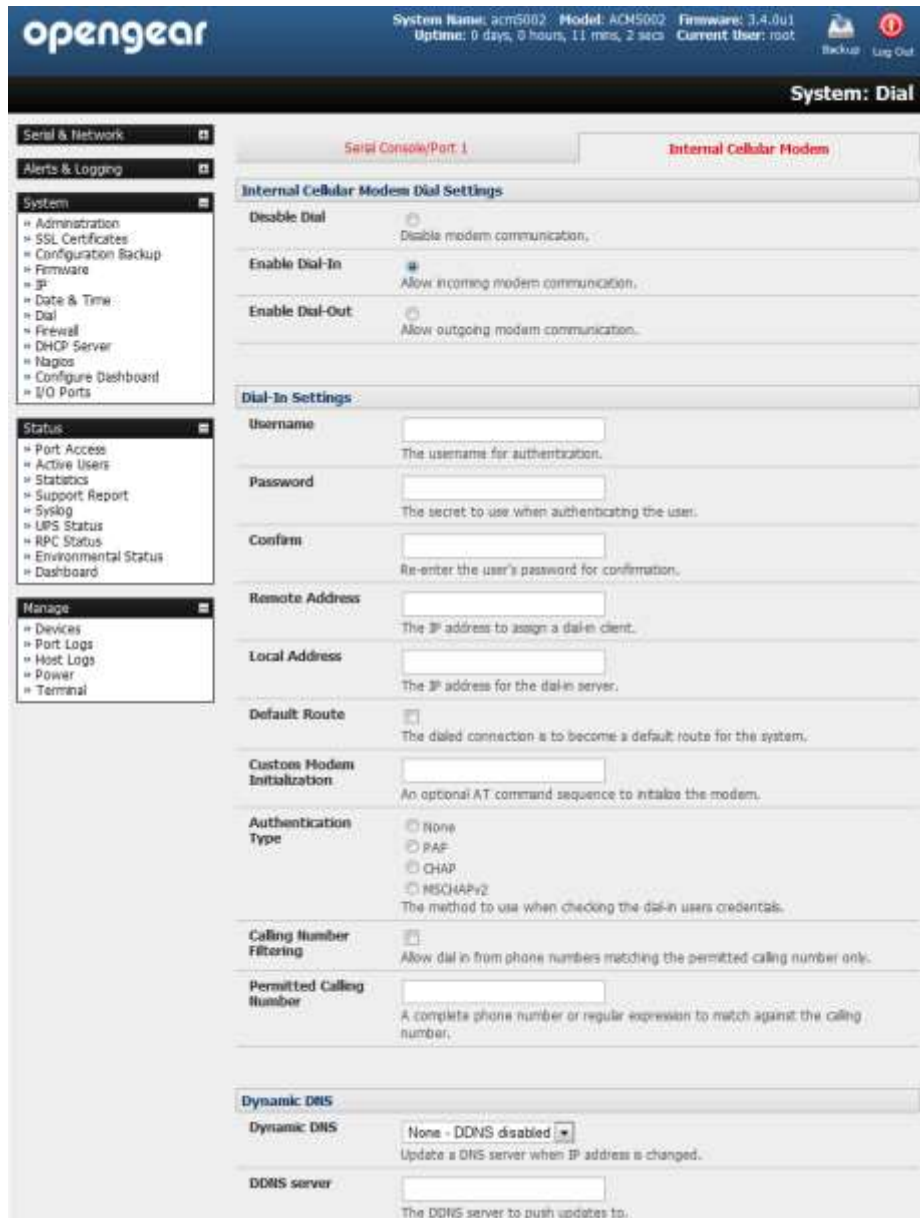 opengear
System Name: acm5002 Model: ACM5002 Firmware: 3.4.0u1
Uptime: 0 days, 0 hours, 11 mins, 2 secs Current User: root
Backup
Log Out
System: Dial
Serial & Network
Alerts & Logging
System
» Administration
» SSL Certificates
» Configuration Backup
» Firmware
» IP
» Date & Time
» Dial
» Firewall
» DHCP Server
» Nagios
» Configure Dashboard
» I/O Ports
Status
» Port Access
» Active Users
» Statistics
» Support Report
» Syslog
» UPS Status
» RPC Status
» Environmental Status
» Dashboard
Manage
» Devices
» Port Logs
» Host Logs
» Power
» Terminal
Serial Console/Port 1
Internal Cellular Modem
Internal Cellular Modem Dial Settings
Disable Dial
Disable modem communication.
Enable Dial-In
Allow incoming modem communication.
Enable Dial-Out
Allow outgoing modem communication.
Dial-In Settings
Username
The username for authentication.
Password
The secret to use when authenticating the user.
Confirm
Re-enter the user's password for confirmation.
Remote Address
The IP address to assign a dial-in client.
Local Address
The IP address for the dial-in server.
Default Route
The dialed connection is to become a default route for the system.
Custom Modem
Initialization
An optional AT command sequence to initialize the modem.
Authentication
Type
None
PAP
CHAP
MSCHAPv2
The method to use when checking the dial-in users credentials.
Calling Number
Filtering
Allow dial in from phone numbers matching the permitted calling number only.
Permitted Calling
Number
A complete phone number or regular expression to match against the calling
number.
Dynamic DNS
Dynamic DNS
None - DDNS disabled
Update a DNS server when IP address is changed.
DDNS server
The DDNS server to push updates to.